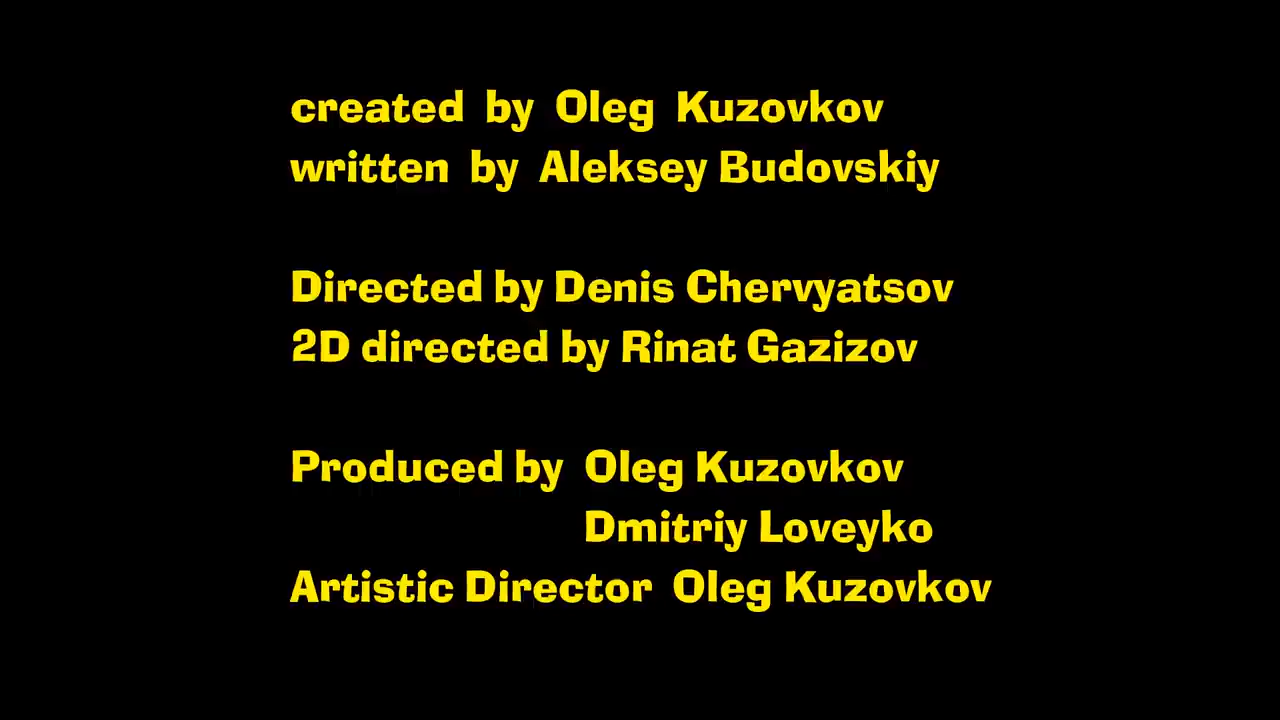 created by Oleg Kuzovkov
written by Aleksey Budovskiy
Directed by Denis Chervyatsov
2D directed by Rinat Gazizov
Produced by Oleg Kuzovkov
Dmitriy Loveyko
Artistic Director Oleg Kuzovkov